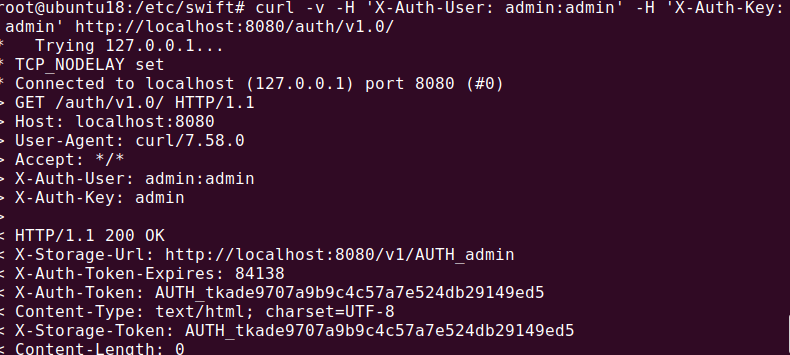 root@ubuntu18:/etc/swift# curl -v -H 'X-Auth-User: admin:admin' -H 'X-Auth-Key:
admin' http://localhost:8080/auth/v1.0/
*   Trying 127.0.0.1...
* TCP_NODELAY set
* Connected to localhost (127.0.0.1) port 8080 (#0)
> GET /auth/v1.0/ HTTP/1.1
> Host: localhost:8080
> User-Agent: curl/7.58.0
> Accept: */*
> X-Auth-User: admin:admin
> X-Auth-Key: admin
>
< HTTP/1.1 200 OK
< X-Storage-Url: http://localhost:8080/v1/AUTH_admin
< X-Auth-Token-Expires: 84138
< X-Auth-Token: AUTH_tkade9707a9b9c4c57a7e524db29149ed5
< Content-Type: text/html; charset=UTF-8
< X-Storage-Token: AUTH_tkade9707a9b9c4c57a7e524db29149ed5
< Content-Length: 0